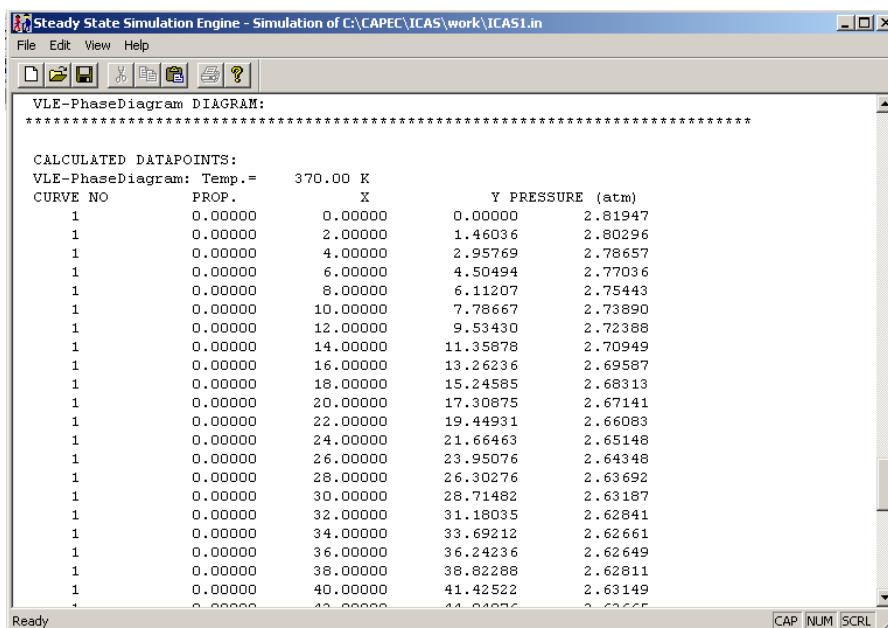 Steady State Simulation Engine - Simulation of C:\CAPEC\ICAS\work\ICAS1.in
File Edit View Help
VLE-PhaseDiagram DIAGRAM:
******************************************************************************
CALCULATED DATAPOINTS:
VLE-PhaseDiagram: Temp.= 370.00 K
CURVE NO PROP. X Y PRESSURE (atm)
1 0.00000 0.00000 0.00000 2.81947
1 0.00000 2.00000 1.46036 2.80296
1 0.00000 4.00000 2.95769 2.78657
1 0.00000 6.00000 4.50494 2.77036
1 0.00000 8.00000 6.11207 2.75443
1 0.00000 10.00000 7.78667 2.73890
1 0.00000 12.00000 9.53430 2.72388
1 0.00000 14.00000 11.35878 2.70949
1 0.00000 16.00000 13.26236 2.69587
1 0.00000 18.00000 15.24585 2.68313
1 0.00000 20.00000 17.30875 2.67141
1 0.00000 22.00000 19.44931 2.66083
1 0.00000 24.00000 21.66463 2.65148
1 0.00000 26.00000 23.95076 2.64348
1 0.00000 28.00000 26.30276 2.63692
1 0.00000 30.00000 28.71482 2.63187
1 0.00000 32.00000 31.18035 2.62841
1 0.00000 34.00000 33.69212 2.62661
1 0.00000 36.00000 36.24236 2.62649
1 0.00000 38.00000 38.82288 2.62811
1 0.00000 40.00000 41.42522 2.63149
Ready CAP NUM SCRL